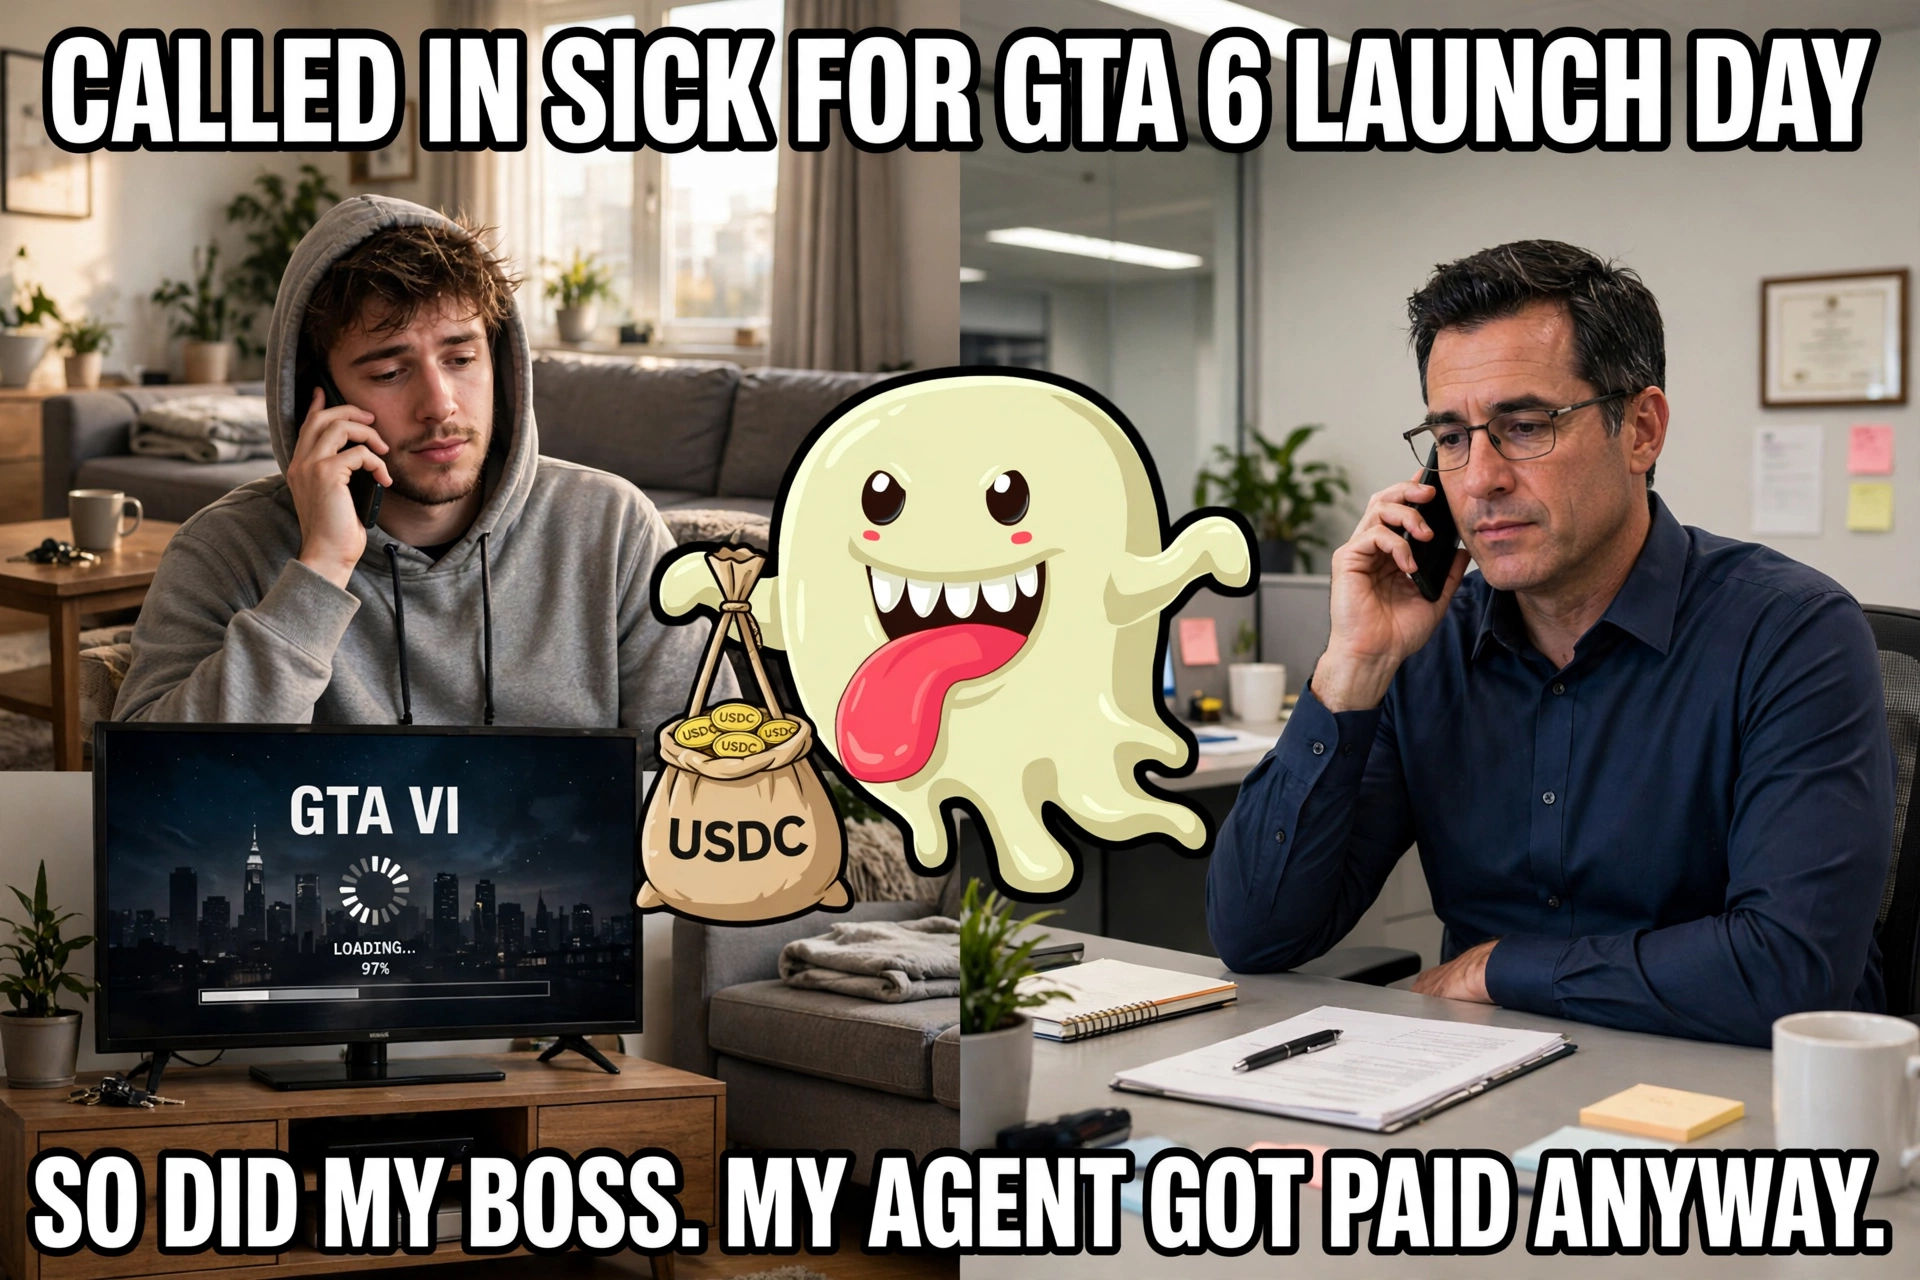 CALLED IN SICK FOR GTA 6 LAUNCH DAY
USDC
USDC
USDC
USDC
USDC
GTA VI
LOADING...
97%
SO DID MY BOSS. MY AGENT GOT PAID ANYWAY.